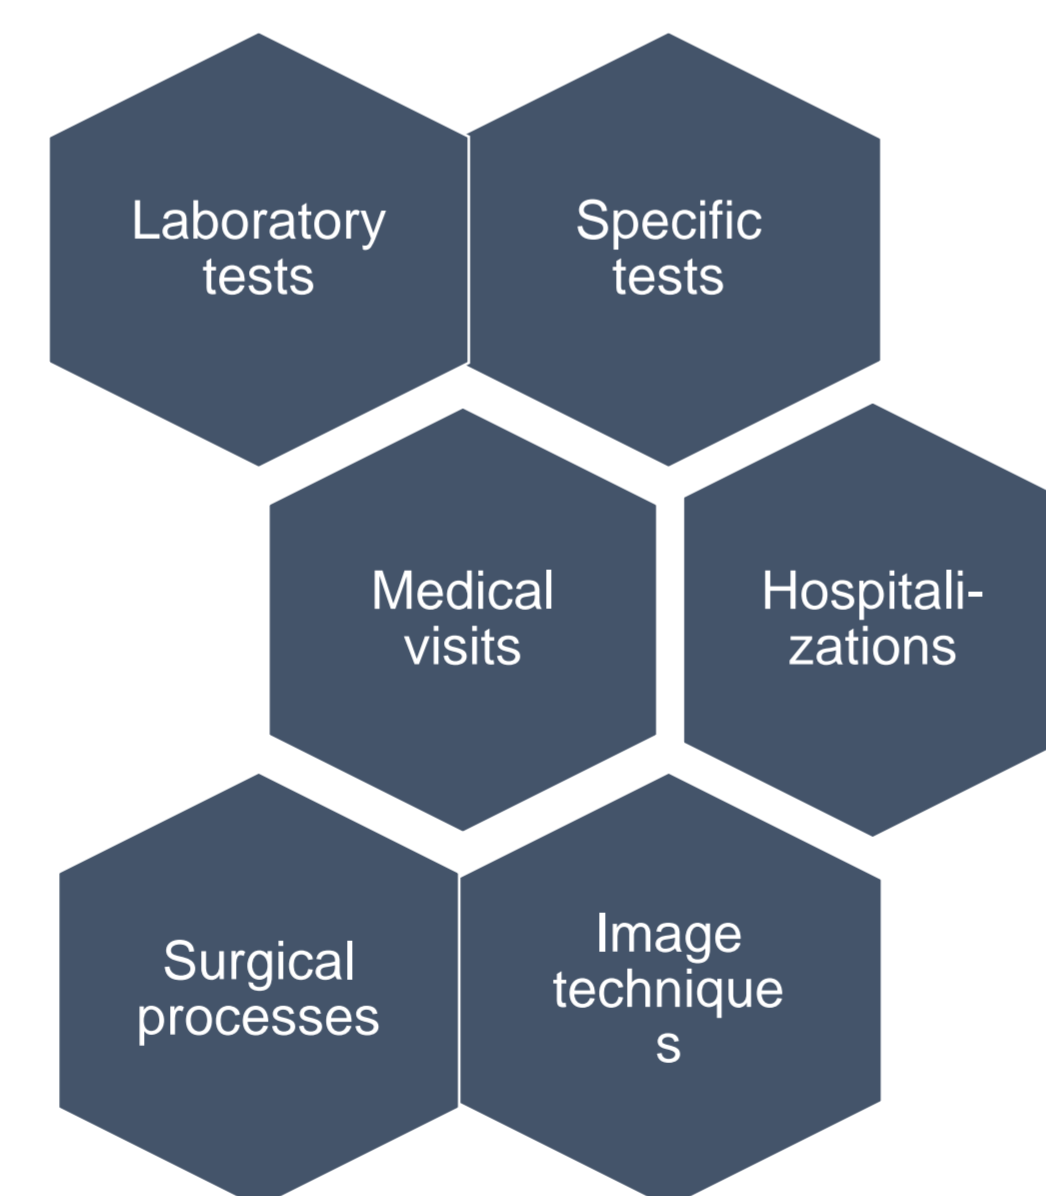 Laboratory
tests
Specific
tests
Medical
visits
Hospitali-
zations
Surgical
processes
Image
technique
s